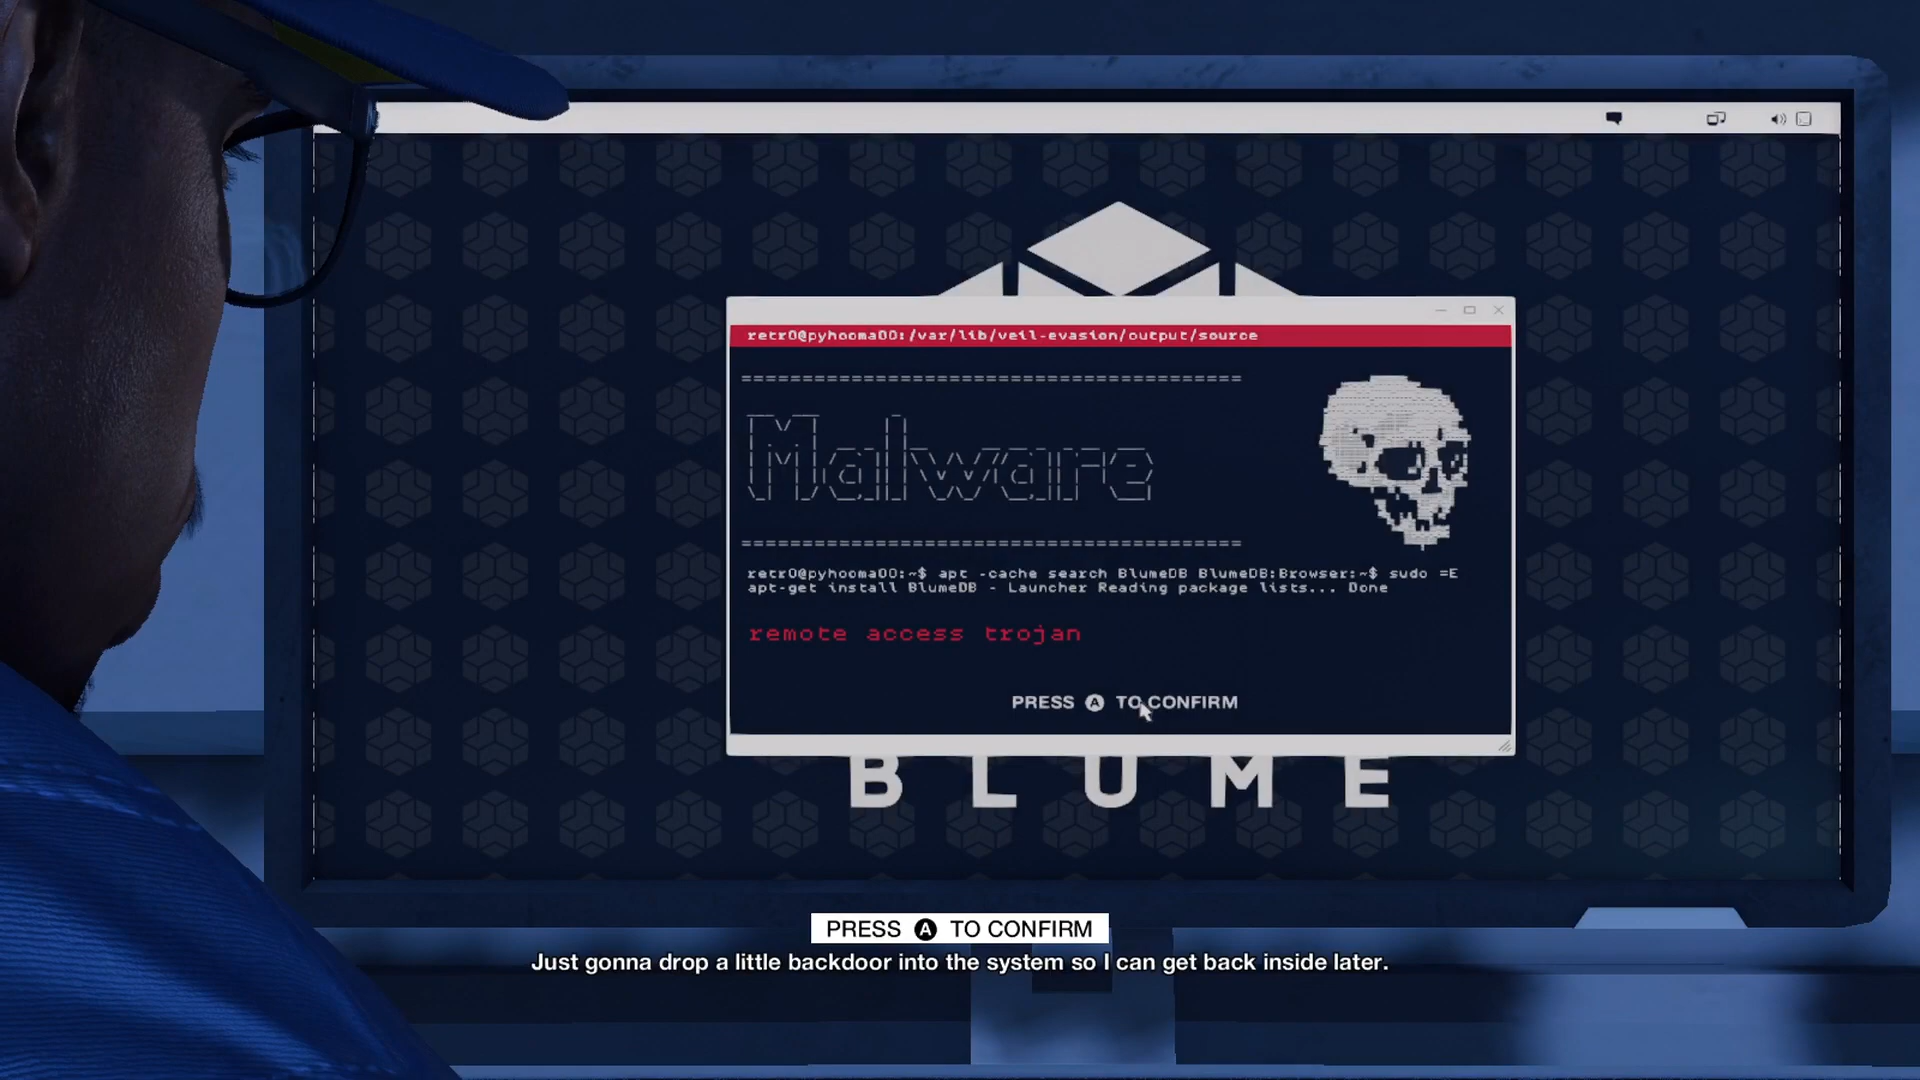 retr0@pyhooma00:/var/lib/veil-evasion/output/source
=========================================
Malware
=========================================
retr0@pyhooma00:~$ apt -cache search BlumeDB BlumeDB:Browser:~$ sudo =E
apt-get install BlumeDB - Launcher Reading package lists... Done
remote access trojan
PRESS A TO CONFIRM
BLUME
PRESS A TO CONFIRM
Just gonna drop a little backdoor into the system so I can get back inside later.